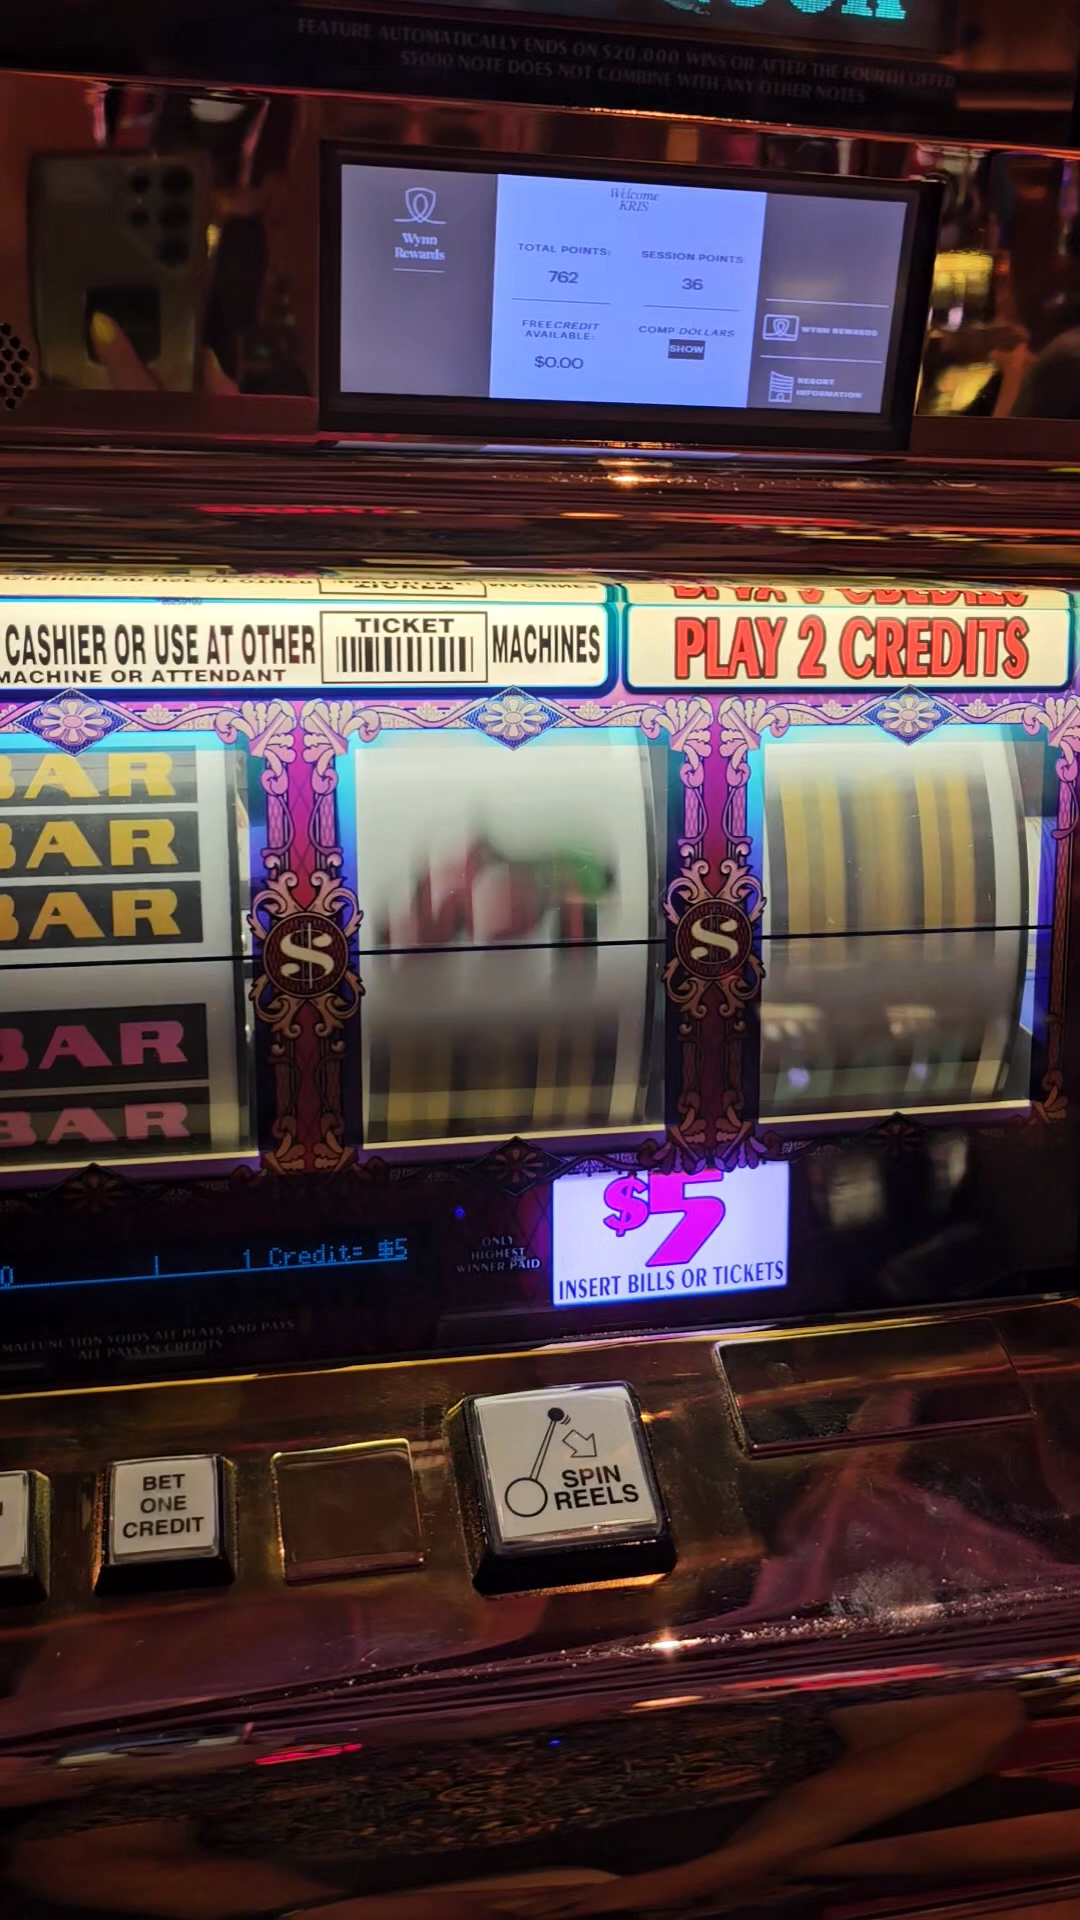 FEATURE AUTOMATICALLY ENDS ON $20,000 WINS OR AFTER THE FOURTH OFFER
$5000 NOTE DOES NOT COMBINE WITH ANY OTHER NOTES
Welcome
KRIS
Wynn
Rewards
TOTAL POINTS:
762
SESSION POINTS:
36
FREECREDIT
AVAILABLE:
$0.00
COMP DOLLARS
SHOW
WYNN REWARDS
RESORT
INFORMATION
CASHIER OR USE AT OTHER
MACHINE OR ATTENDANT
TICKET
MACHINES
PLAY 2 CREDITS
BAR
BAR
BAR
BAR
BAR
$
$
0
1 Credit= $5
ONLY
HIGHEST
WINNER PAID
$5
INSERT BILLS OR TICKETS
MALFUNCTION VOIDS ALL PLAYS AND PAYS
ALL PAYS IN CREDITS
BET
ONE
CREDIT
SPIN
REELS